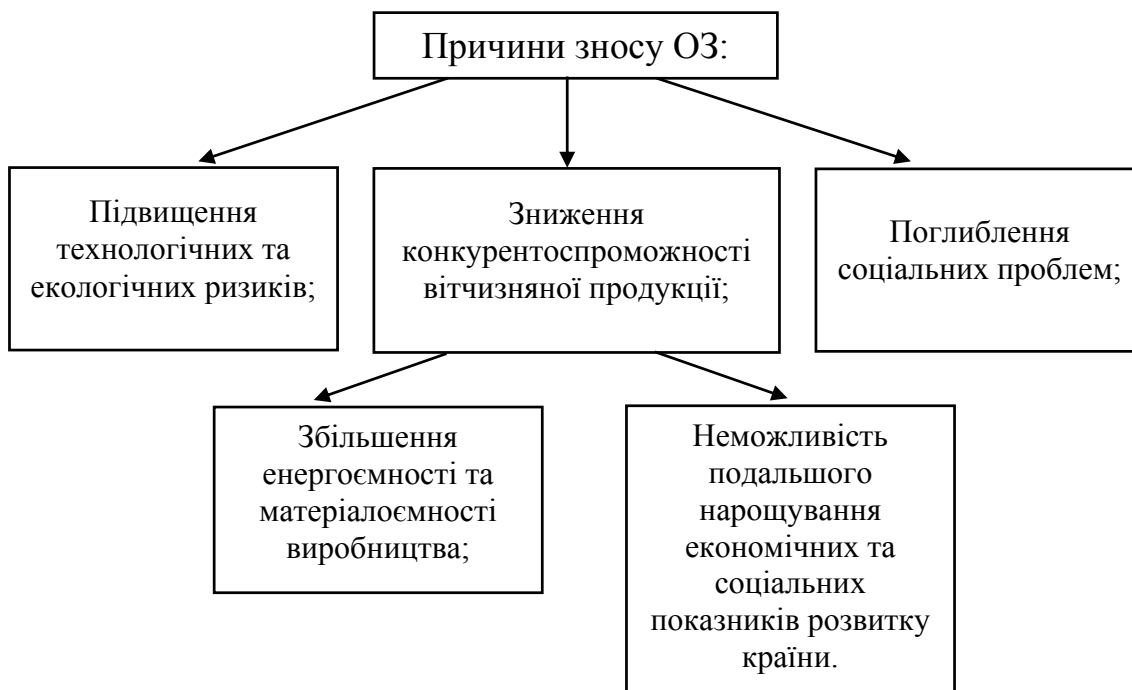 Причини зносу ОЗ:
Підвищення
технологічних та
екологічних ризиків;
Зниження
конкурентоспроможності
вітчизняної продукції;
Поглиблення
соціальних проблем;
Збільшення
енергоємності та
матеріалоємності
виробництва;
Неможливість
подальшого
нарощування
економічних та
соціальних
показників розвитку
країни.